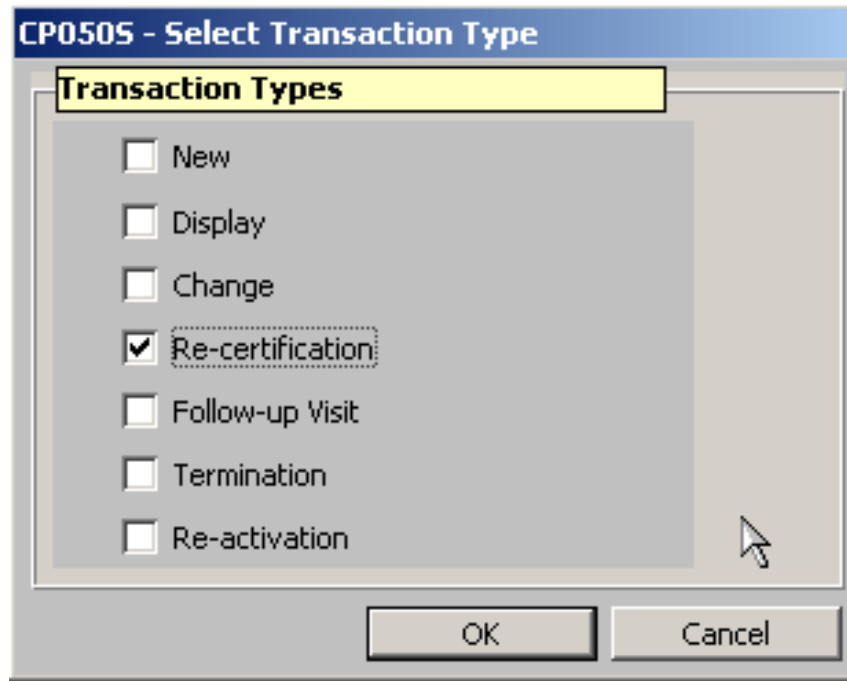 CP050S - Select Transaction Type
Transaction Types
New
Display
Change
Re-certification
Follow-up Visit
Termination
Re-activation
OK Cancel